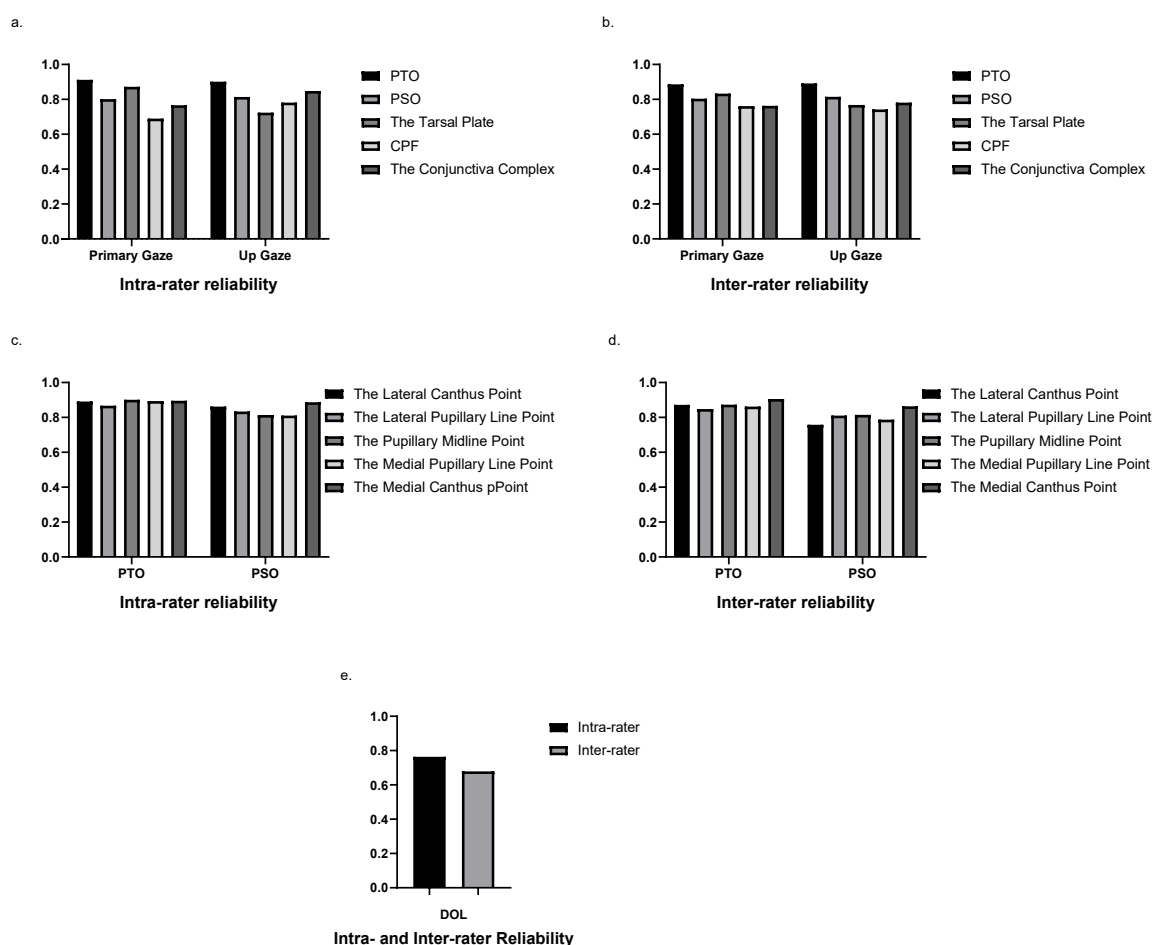 a.
1.0
0.8
0.6
0.4
0.2
0.0
Primary Gaze
Up Gaze
Intra-rater reliability
PTO
PSO
The Tarsal Plate
CPF
The Conjunctiva Complex
b.
1.0
0.8
0.6
0.4
0.2
0.0
Primary Gaze
Up Gaze
Inter-rater reliability
PTO
PSO
The Tarsal Plate
CPF
The Conjunctiva Complex
c.
1.0
0.8
0.6
0.4
0.2
0.0
PTO
PSO
Intra-rater reliability
The Lateral Canthus Point
The Lateral Pupillary Line Point
The Pupillary Midline Point
The Medial Pupillary Line Point
The Medial Canthus pPoint
d.
1.0
0.8
0.6
0.4
0.2
0.0
PTO
PSO
Inter-rater reliability
The Lateral Canthus Point
The Lateral Pupillary Line Point
The Pupillary Midline Point
The Medial Pupillary Line Point
The Medial Canthus Point
e.
1.0
0.8
0.6
0.4
0.2
0.0
DOL
Intra- and Inter-rater Reliability
Intra-rater
Inter-rater